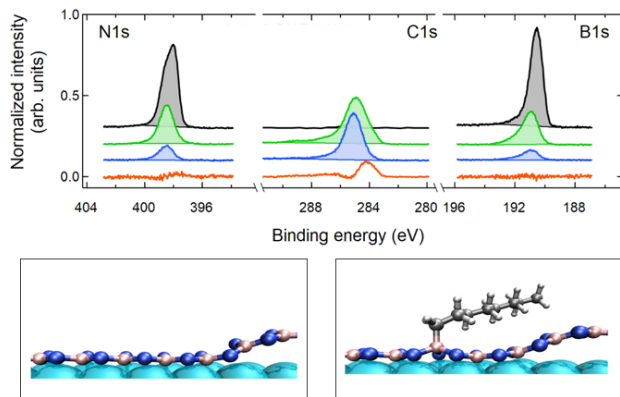 N1s
C1s
B1s
Normalized intensity
(arb. units)
1.0
0.5
0.0
404
400
396
288
284
280
196
192
188
Binding energy (eV)